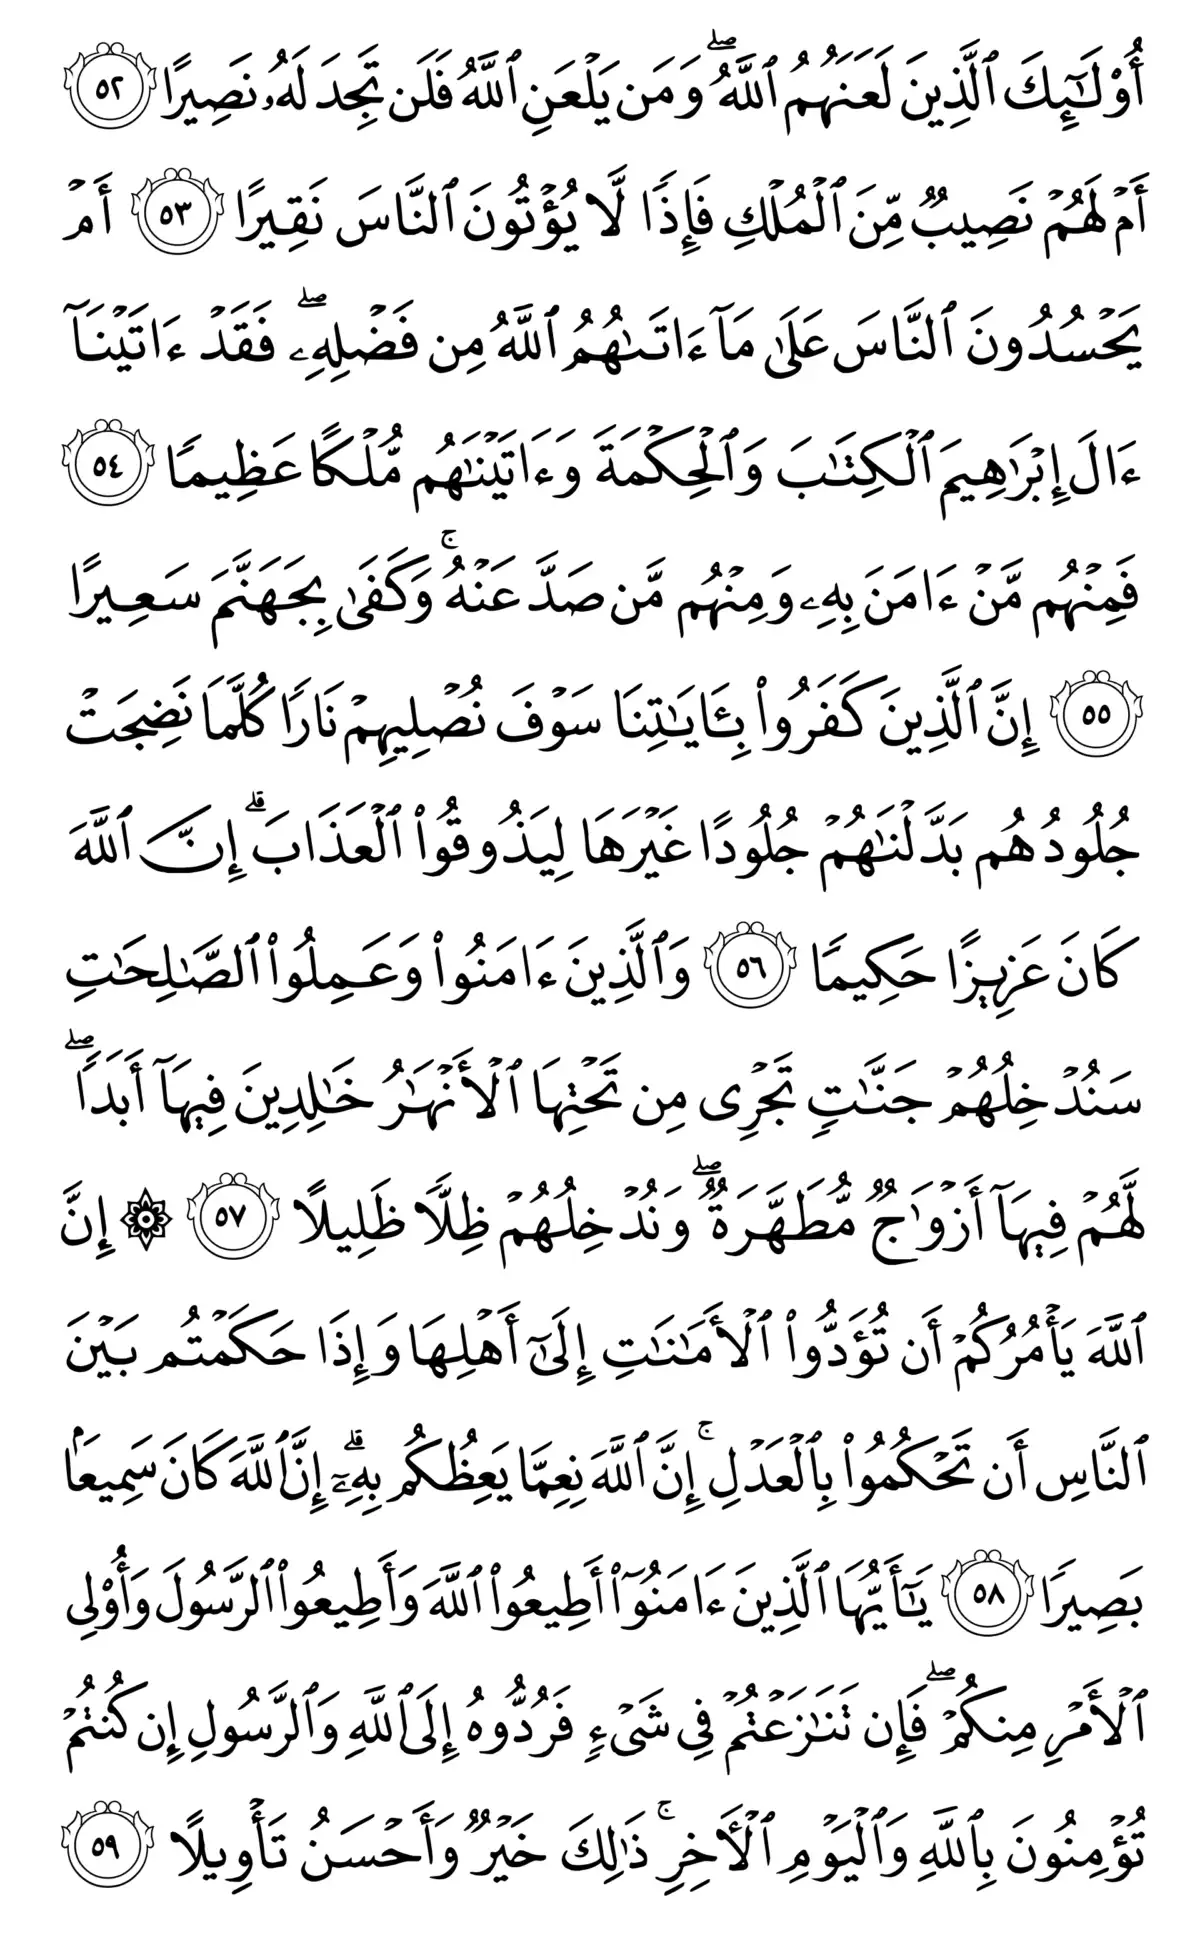 أُو۟لَـٰٓئِكَ ٱلَّذِينَ لَعَنَهُمُ ٱللَّهُ ۖ وَمَن يَلْعَنِ ٱللَّهُ فَلَن تَجِدَ لَهُۥ نَصِيرًا ٥٢
أَمْ لَهُمْ نَصِيبٌ مِّنَ ٱلْمُلْكِ فَإِذًا لَّا يُؤْتُونَ ٱلنَّاسَ نَقِيرًا ٥٣ أَمْ
يَحْسُدُونَ ٱلنَّاسَ عَلَىٰ مَآ ءَاتَىٰهُمُ ٱللَّهُ مِن فَضْلِهِۦ ۖ فَقَدْ ءَاتَيْنَآ
ءَالَ إِبْرَٰهِيمَ ٱلْكِتَـٰبَ وَٱلْحِكْمَةَ وَءَاتَيْنَـٰهُم مُّلْكًا عَظِيمًا ٥٤
فَمِنْهُم مَّنْ ءَامَنَ بِهِۦ وَمِنْهُم مَّن صَدَّ عَنْهُ ۚ وَكَفَىٰ بِجَهَنَّمَ سَعِيرًا
٥٥ إِنَّ ٱلَّذِينَ كَفَرُوا۟ بِـَٔايَـٰتِنَا سَوْفَ نُصْلِيهِمْ نَارًا كُلَّمَا نَضِجَتْ
جُلُودُهُم بَدَّلْنَـٰهُمْ جُلُودًا غَيْرَهَا لِيَذُوقُوا۟ ٱلْعَذَابَ ۗ إِنَّ ٱللَّهَ
كَانَ عَزِيزًا حَكِيمًا ٥٦ وَٱلَّذِينَ ءَامَنُوا۟ وَعَمِلُوا۟ ٱلصَّـٰلِحَـٰتِ
سَنُدْخِلُهُمْ جَنَّـٰتٍ تَجْرِى مِن تَحْتِهَا ٱلْأَنْهَـٰرُ خَـٰلِدِينَ فِيهَآ أَبَدًا ۖ
لَّهُمْ فِيهَآ أَزْوَٰجٌ مُّطَهَّرَةٌ ۖ وَنُدْخِلُهُمْ ظِلًّا ظَلِيلًا ٥٧ ۞ إِنَّ
ٱللَّهَ يَأْمُرُكُمْ أَن تُؤَدُّوا۟ ٱلْأَمَـٰنَـٰتِ إِلَىٰٓ أَهْلِهَا وَإِذَا حَكَمْتُم بَيْنَ
ٱلنَّاسِ أَن تَحْكُمُوا۟ بِٱلْعَدْلِ ۚ إِنَّ ٱللَّهَ نِعِمَّا يَعِظُكُم بِهِۦٓ ۗ إِنَّ ٱللَّهَ كَانَ سَمِيعًۢا
بَصِيرًا ٥٨ يَـٰٓأَيُّهَا ٱلَّذِينَ ءَامَنُوٓا۟ أَطِيعُوا۟ ٱللَّهَ وَأَطِيعُوا۟ ٱلرَّسُولَ وَأُو۟لِى
ٱلْأَمْرِ مِنكُمْ ۖ فَإِن تَنَـٰزَعْتُمْ فِى شَىْءٍ فَرُدُّوهُ إِلَى ٱللَّهِ وَٱلرَّسُولِ إِن كُنتُمْ
تُؤْمِنُونَ بِٱللَّهِ وَٱلْيَوْمِ ٱلْـَٔاخِرِ ۚ ذَٰلِكَ خَيْرٌ وَأَحْسَنُ تَأْوِيلًا ٥٩